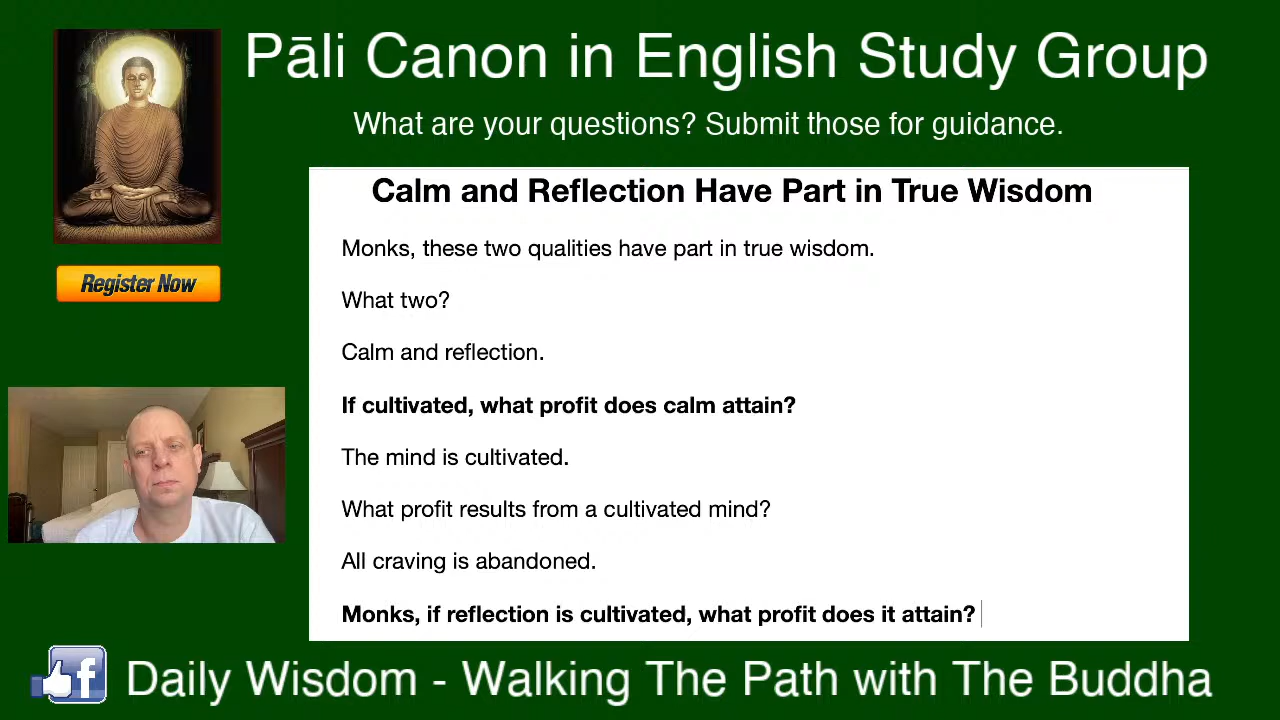 Pāli Canon in English Study Group
What are your questions? Submit those for guidance.
Register Now
Calm and Reflection Have Part in True Wisdom
Monks, these two qualities have part in true wisdom.
What two?
Calm and reflection.
If cultivated, what profit does calm attain?
The mind is cultivated.
What profit results from a cultivated mind?
All craving is abandoned.
Monks, if reflection is cultivated, what profit does it attain?
f
Daily Wisdom - Walking The Path with The Buddha